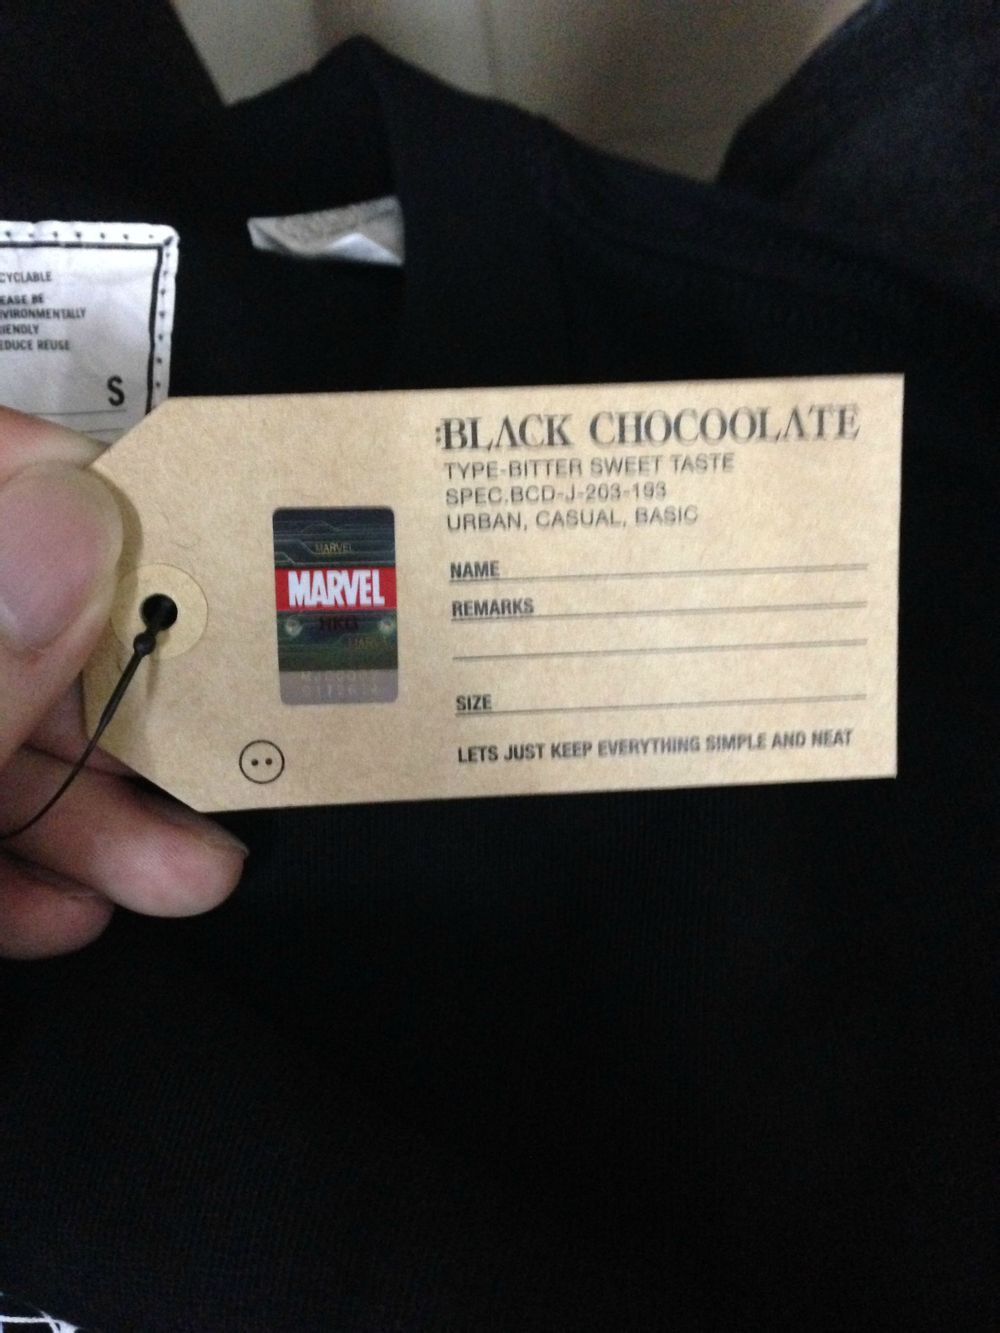 CYCLABLE
EASE BE
VIRONMENTALLY
IENDLY
EDUCE REUSE
S
:BLACK CHOCOOLATE
TYPE-BITTER SWEET TASTE
SPEC.BCD-J-203-193
URBAN, CASUAL, BASIC
NAME
REMARKS
SIZE
LETS JUST KEEP EVERYTHING SIMPLE AND NEAT
MARVEL
MARVEL
HKG